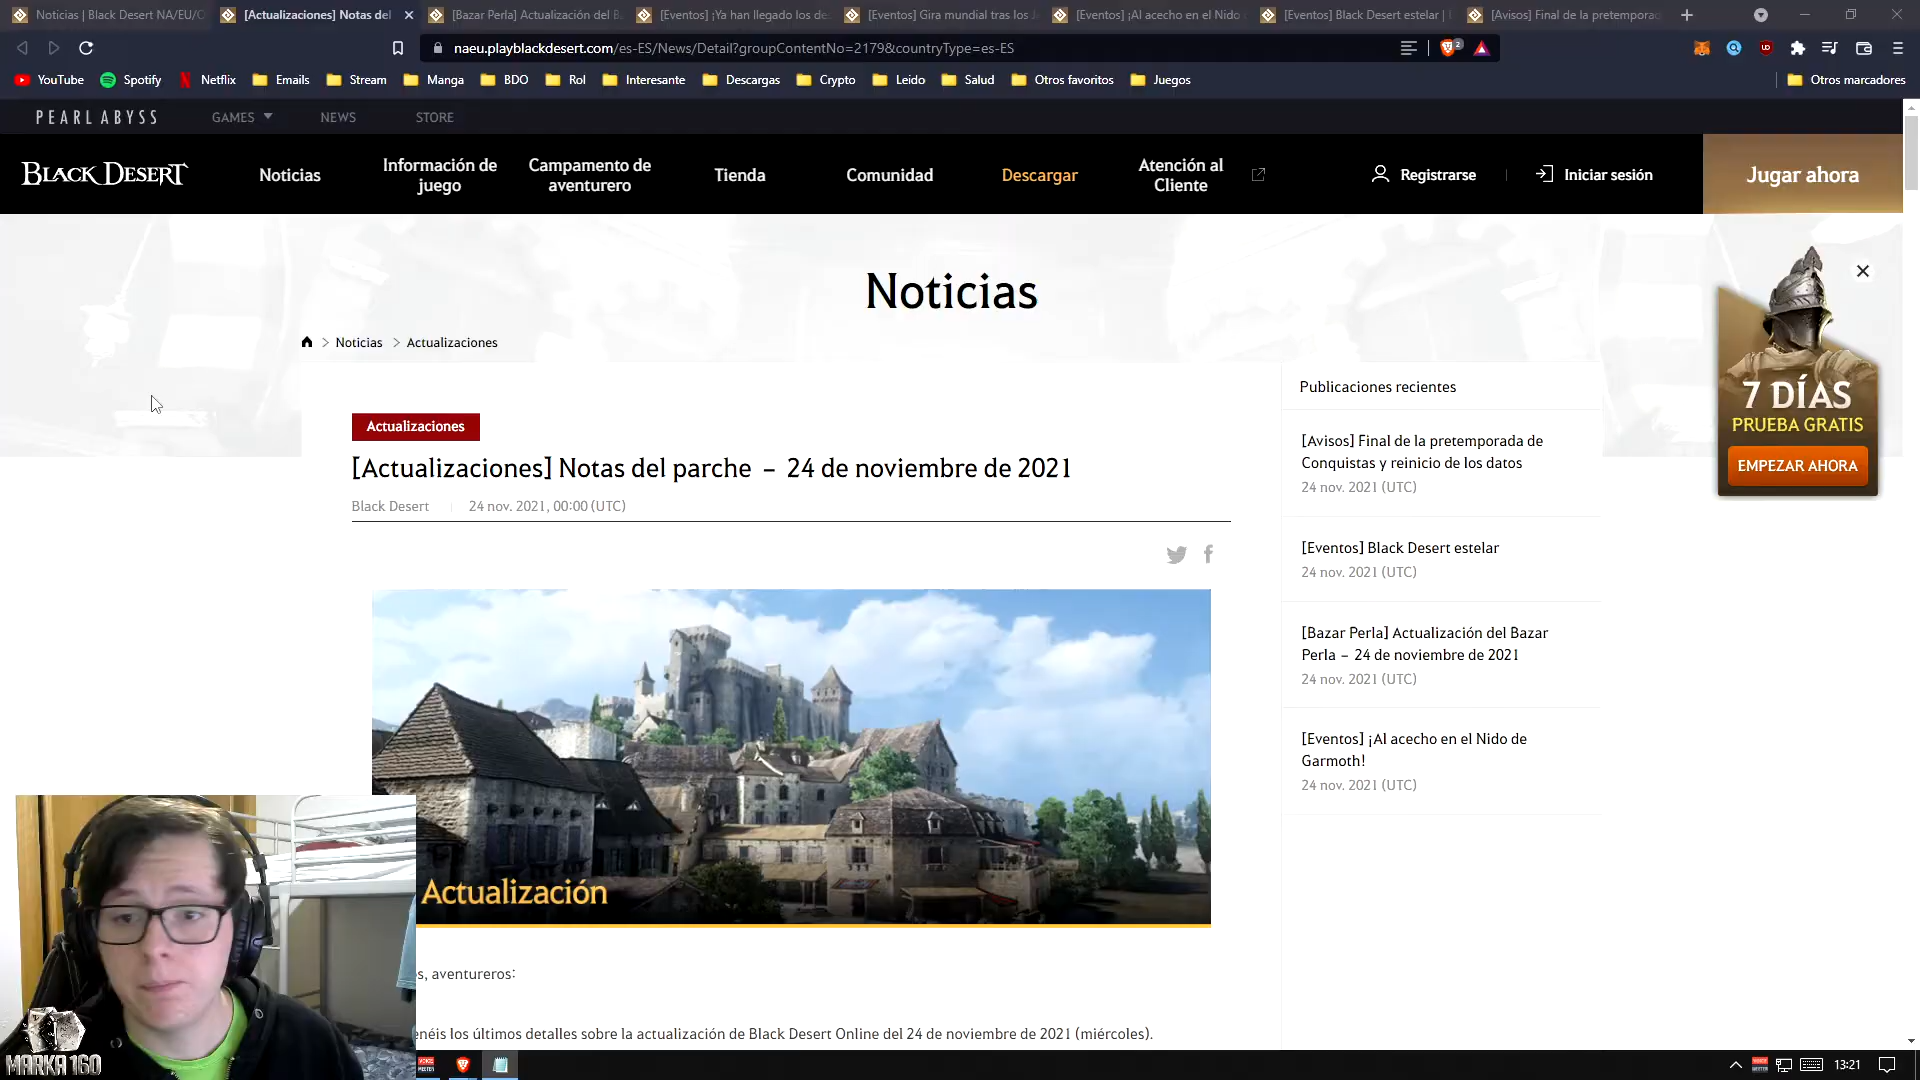 Noticias | Black Desert NA/EU/O
[Actualizaciones] Notas del
[Bazar Perla] Actualización del B
[Eventos] ¡Ya han llegado los de
[Eventos] Gira mundial tras los J
[Eventos] ¡Al acecho en el Nido
[Eventos] Black Desert estelar |
[Avisos] Final de la pretemporad
naeu.playblackdesert.com/es-ES/News/Detail?groupContentNo=2179&countryType=es-ES
YouTube
Spotify
Netflix
Emails
Stream
Manga
BDO
Rol
Interesante
Descargas
Crypto
Leido
Salud
Otros favoritos
Juegos
Otros marcadores
PEARL ABYSS
GAMES
NEWS
STORE
BLACK DESERT
Noticias
Información de
juego
Campamento de
aventurero
Tienda
Comunidad
Descargar
Atención al
Cliente
Registrarse
Iniciar sesión
Jugar ahora
Noticias
Noticias > Actualizaciones
7 DÍAS
PRUEBA GRATIS
EMPEZAR AHORA
Actualizaciones
[Actualizaciones] Notas del parche – 24 de noviembre de 2021
Black Desert
24 nov. 2021, 00:00 (UTC)
Actualización
s, aventureros:
enéis los últimos detalles sobre la actualización de Black Desert Online del 24 de noviembre de 2021 (miércoles).
Publicaciones recientes
[Avisos] Final de la pretemporada de
Conquistas y reinicio de los datos
24 nov. 2021 (UTC)
[Eventos] Black Desert estelar
24 nov. 2021 (UTC)
[Bazar Perla] Actualización del Bazar
Perla – 24 de noviembre de 2021
24 nov. 2021 (UTC)
[Eventos] ¡Al acecho en el Nido de
Garmoth!
24 nov. 2021 (UTC)
MARKA160
13:21